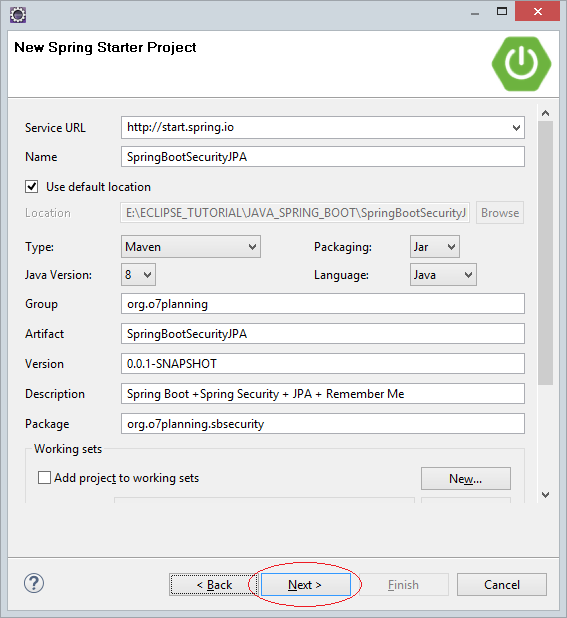 New Spring Starter Project
Service URL http://start.spring.io
Name SpringBootSecurityJPA
Use default location
Location E:\ECLIPSE_TUTORIAL\JAVA_SPRING_BOOT\SpringBootSecurityJ Browse
Type: Maven Packaging: Jar
Java Version: 8 Language: Java
Group org.o7planning
Artifact SpringBootSecurityJPA
Version 0.0.1-SNAPSHOT
Description Spring Boot +Spring Security + JPA + Remember Me
Package org.o7planning.sbsecurity
Working sets
Add project to working sets New...
? < Back Next > Finish Cancel